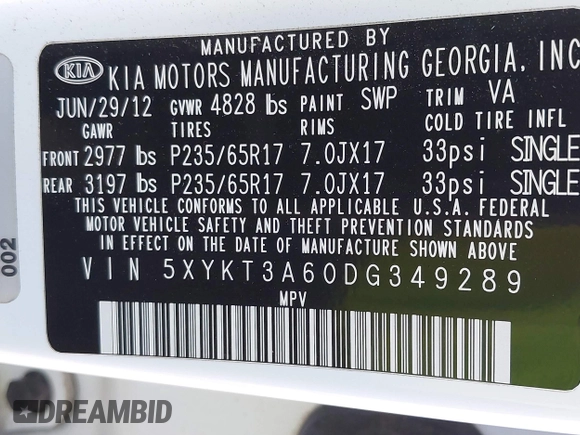 MANUFACTURED BY
KIA KIA MOTORS MANUFACTURING GEORGIA, INC
JUN/29/12 GVWR 4828 lbs PAINT SWP TRIM VA
GAWR TIRES RIMS COLD TIRE INFL
FRONT 2977 lbs P235/65R17 7.0JX17 33psi SINGLE
REAR 3197 lbs P235/65R17 7.0JX17 33psi SINGLE
THIS VEHICLE CONFORMS TO ALL APPLICABLE U.S.A. FEDERAL
MOTOR VEHICLE SAFETY AND THEFT PREVENTION STANDARDS
IN EFFECT ON THE DATE OF MANUFACTURE SHOWN ABOVE.
VIN 5XYKT3A60DG349289
MPV
002
DREAMBID